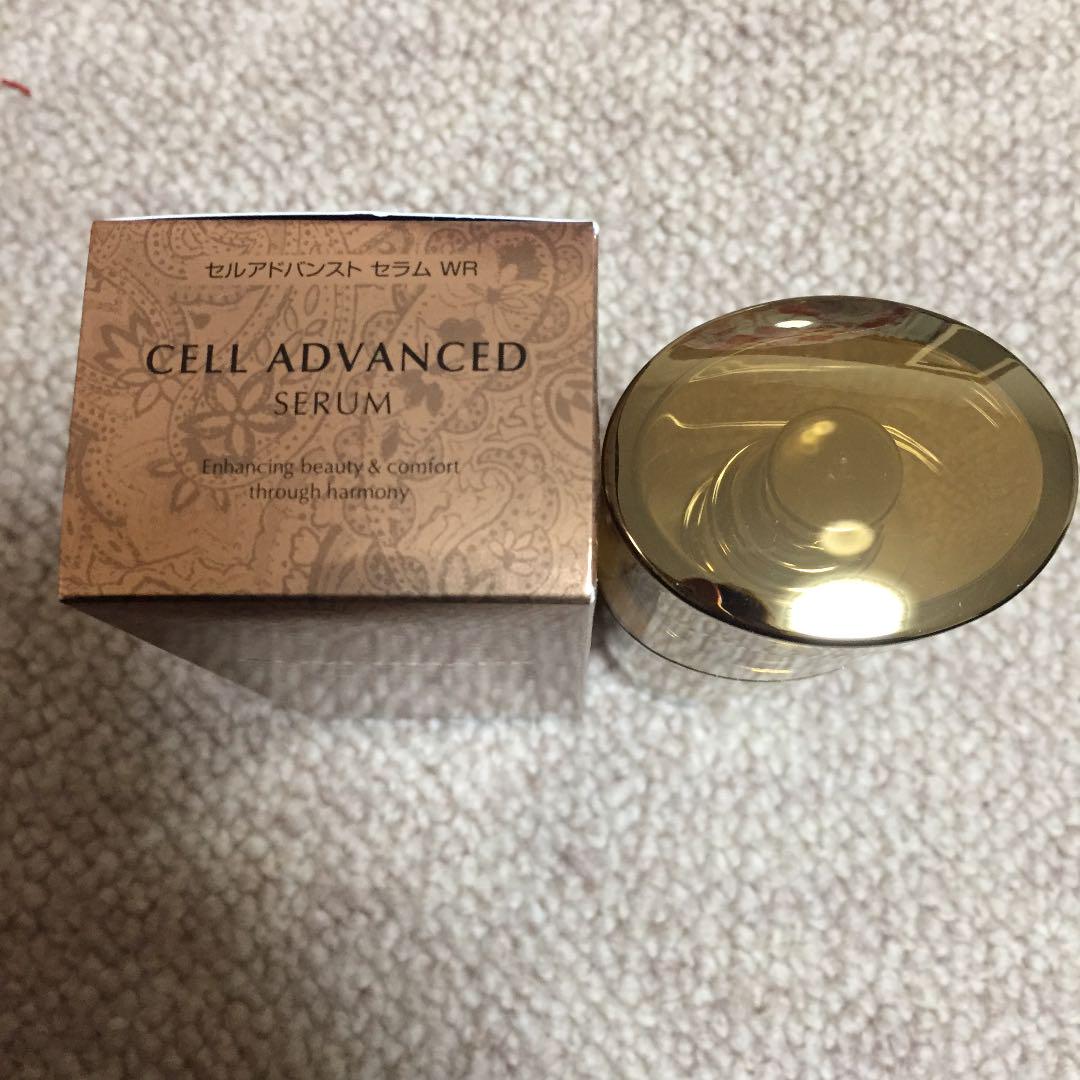 セルアドバンスト セラム WR
CELL ADVANCED
SERUM
Enhancing beauty & comfort
through harmony